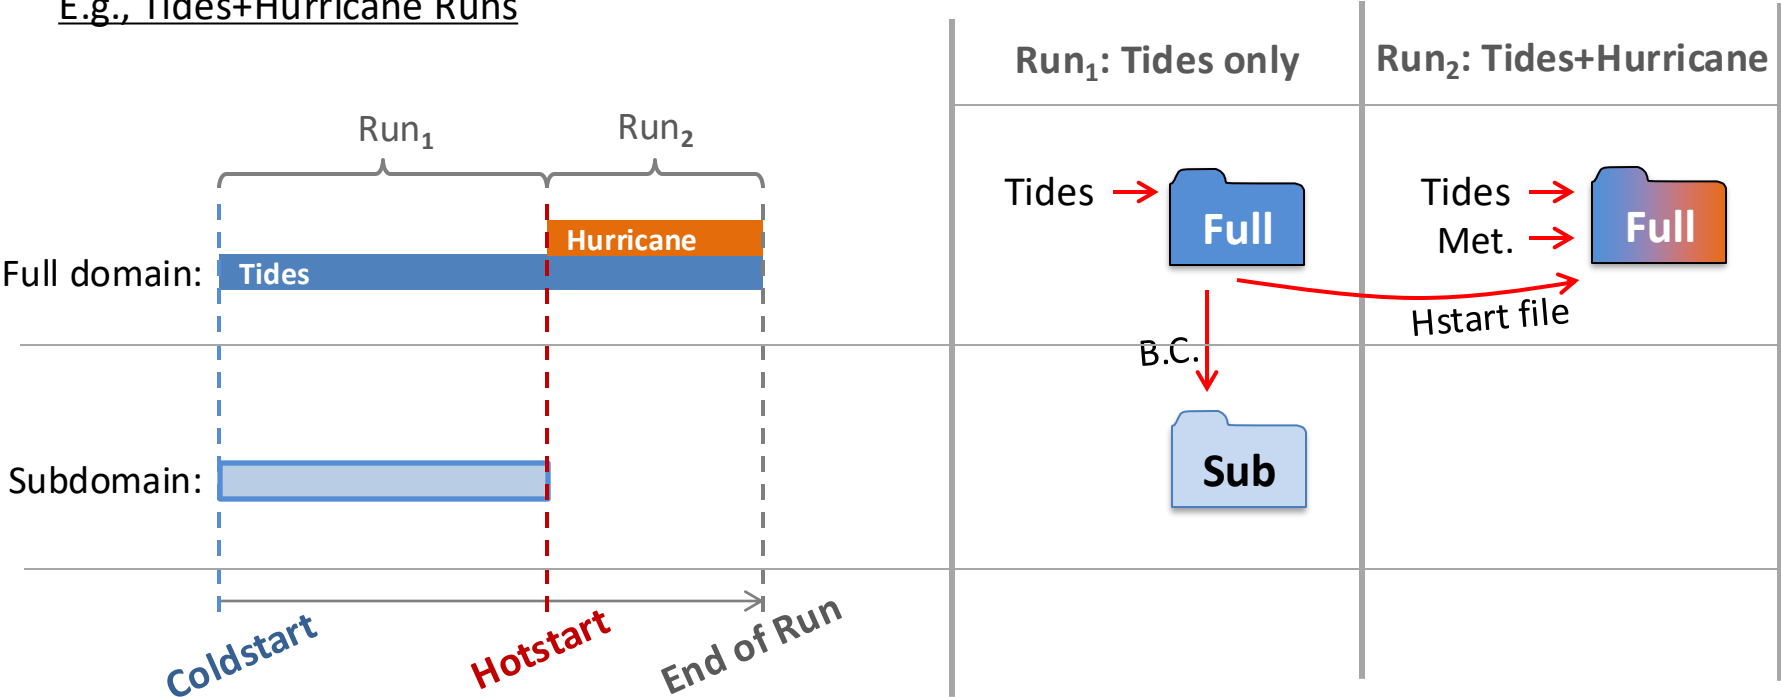 E.g., Tides+Hurricane Runs
Run₁: Tides only
Run₂: Tides+Hurricane
Run₁
Run₂
Tides
Full
Tides
Met.
Full
Hurricane
Full domain:
Tides
Hstart file
B.C.
Subdomain:
Sub
Coldstart
Hotstart
End of Run